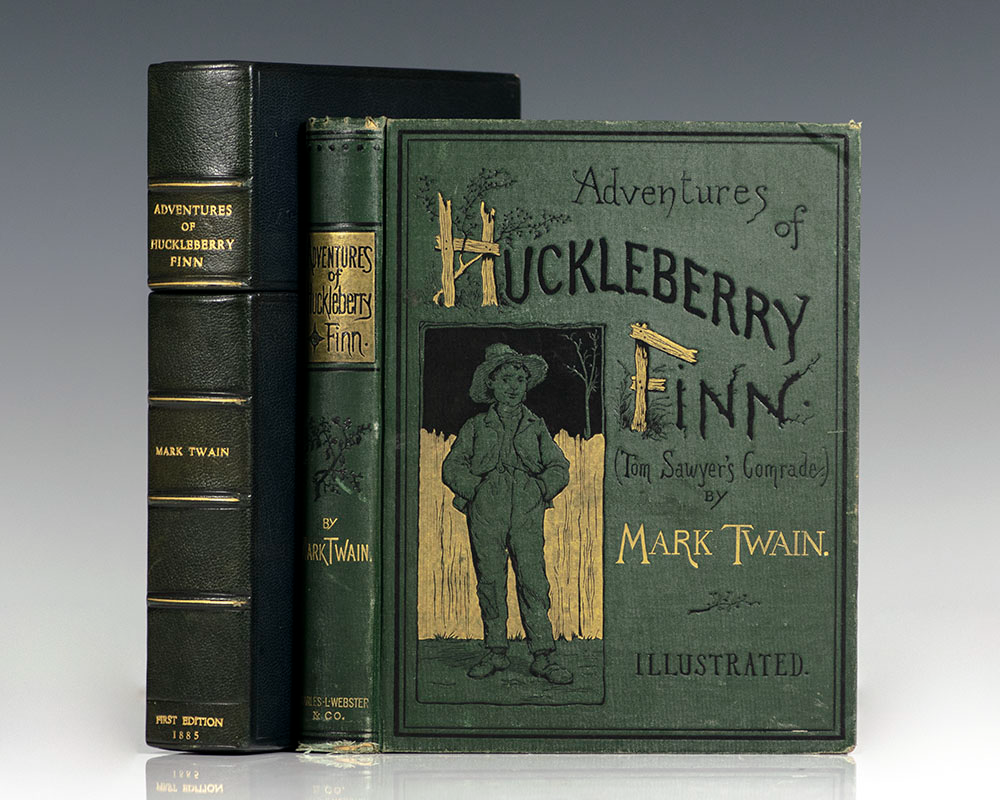 ADVENTURES
OF
HUCKLEBERRY
FINN
MARK TWAIN
FIRST EDITION
1885
ADVENTURES
of
Huckleberry
Finn.
BY
MARK TWAIN.
CHARLES-L-WEBSTER
& CO.
Adventures
of
HUCKLEBERRY
FINN.
(Tom Sawyer's Comrade.)
BY
MARK TWAIN.
ILLUSTRATED.